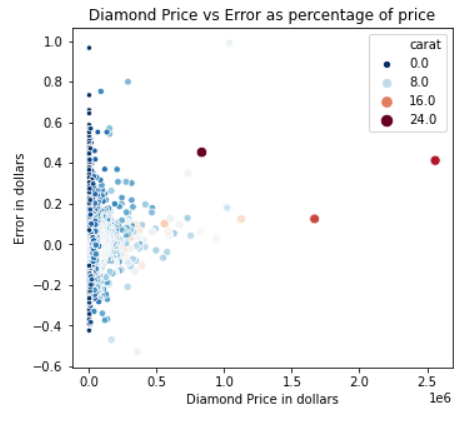 Diamond Price vs Error as percentage of price
carat
0.0
8.0
16.0
24.0
1.0
0.8
0.6
0.4
0.2
0.0
−0.2
−0.4
−0.6
Error in dollars
0.0 0.5 1.0 1.5 2.0 2.5
1e6
Diamond Price in dollars